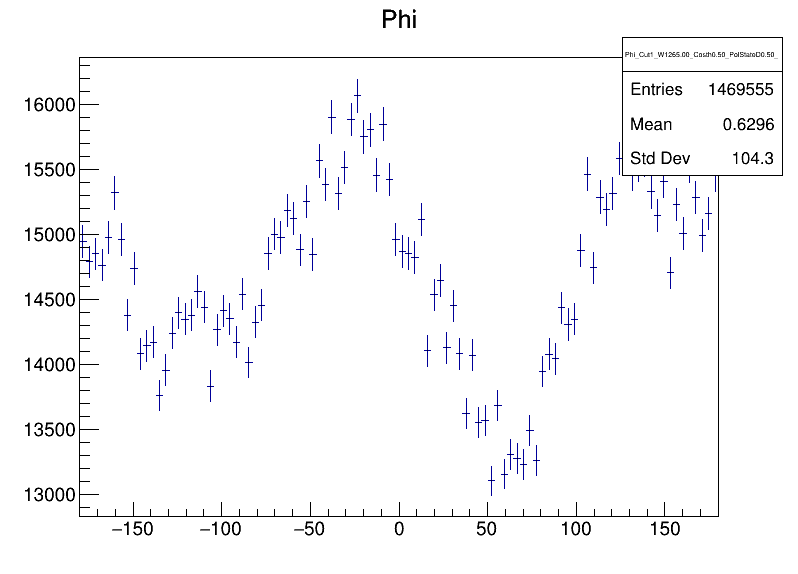 Phi
Phi_Cut1_W1265.00_Costh0.50_PolStateD0.50_
Entries 1469555
Mean 0.6296
Std Dev 104.3
16000
15500
15000
14500
14000
13500
13000
−150 −100 −50 0 50 100 150